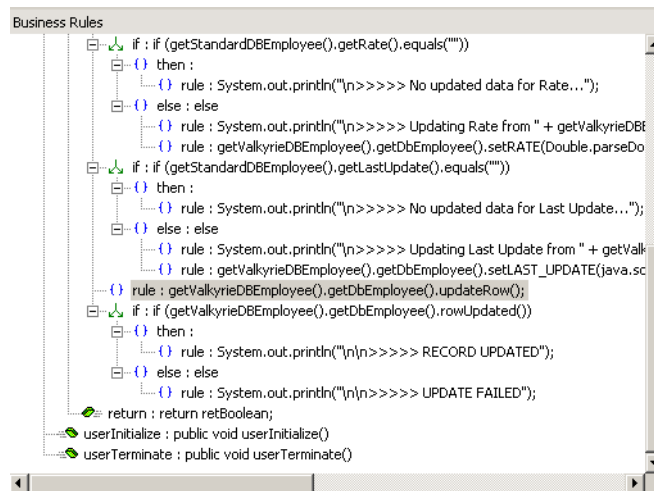 Business Rules
if : if (getStandardDBEmployee().getRate().equals(""))
then :
rule : System.out.println("\n>>>>> No updated data for Rate...");
else : else
rule : System.out.println("\n>>>>> Updating Rate from " + getValkyrieDBE
rule : getValkyrieDBEmployee().getDbEmployee().setRATE(Double.parseDo
if : if (getStandardDBEmployee().getLastUpdate().equals(""))
then :
rule : System.out.println("\n>>>>> No updated data for Last Update...");
else : else
rule : System.out.println("\n>>>>> Updating Last Update from " + getValk
rule : getValkyrieDBEmployee().getDbEmployee().setLAST_UPDATE(java.sc
rule : getValkyrieDBEmployee().getDbEmployee().updateRow();
if : if (getValkyrieDBEmployee().getDbEmployee().rowUpdated())
then :
rule : System.out.println("\n\n>>>>> RECORD UPDATED");
else : else
rule : System.out.println("\n\n>>>>> UPDATE FAILED");
return : return retBoolean;
userInitialize : public void userInitialize()
userTerminate : public void userTerminate()